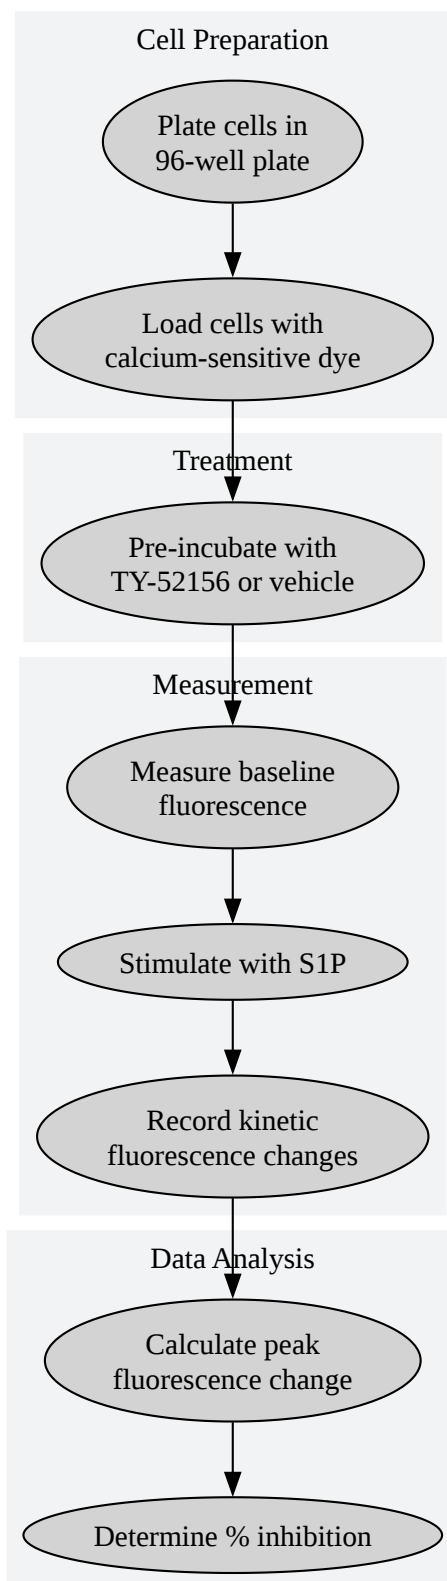 Cell Preparation
Plate cells in
96-well plate
Load cells with
calcium-sensitive dye
Treatment
Pre-incubate with
TY-52156 or vehicle
Measurement
Measure baseline
fluorescence
Stimulate with S1P
Record kinetic
fluorescence changes
Data Analysis
Calculate peak
fluorescence change
Determine % inhibition